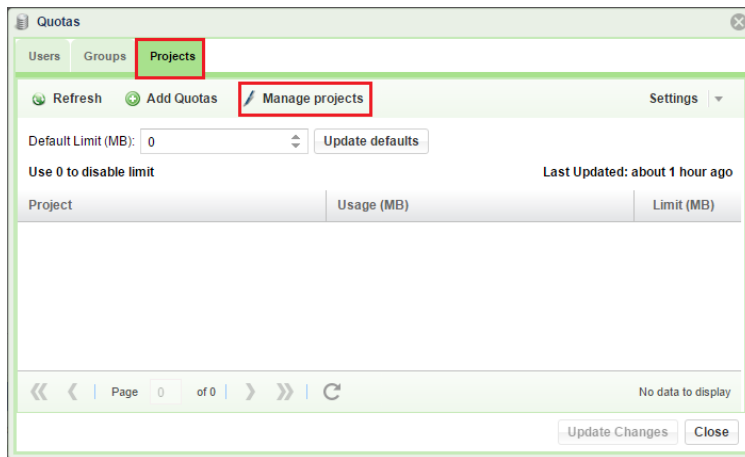 Quotas
Users Groups Projects
Refresh Add Quotas Manage projects Settings
Default Limit (MB): 0 Update defaults
Use 0 to disable limit Last Updated: about 1 hour ago
Project Usage (MB) Limit (MB)
Page 0 of 0 No data to display
Update Changes Close